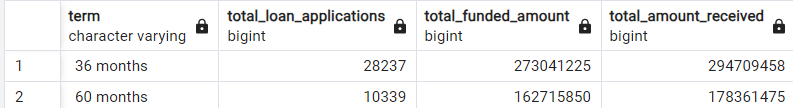 term total_loan_applications total_funded_amount total_amount_received
character varying bigint bigint bigint
1 36 months 28237 273041225 294709458
2 60 months 10339 162715850 178361475